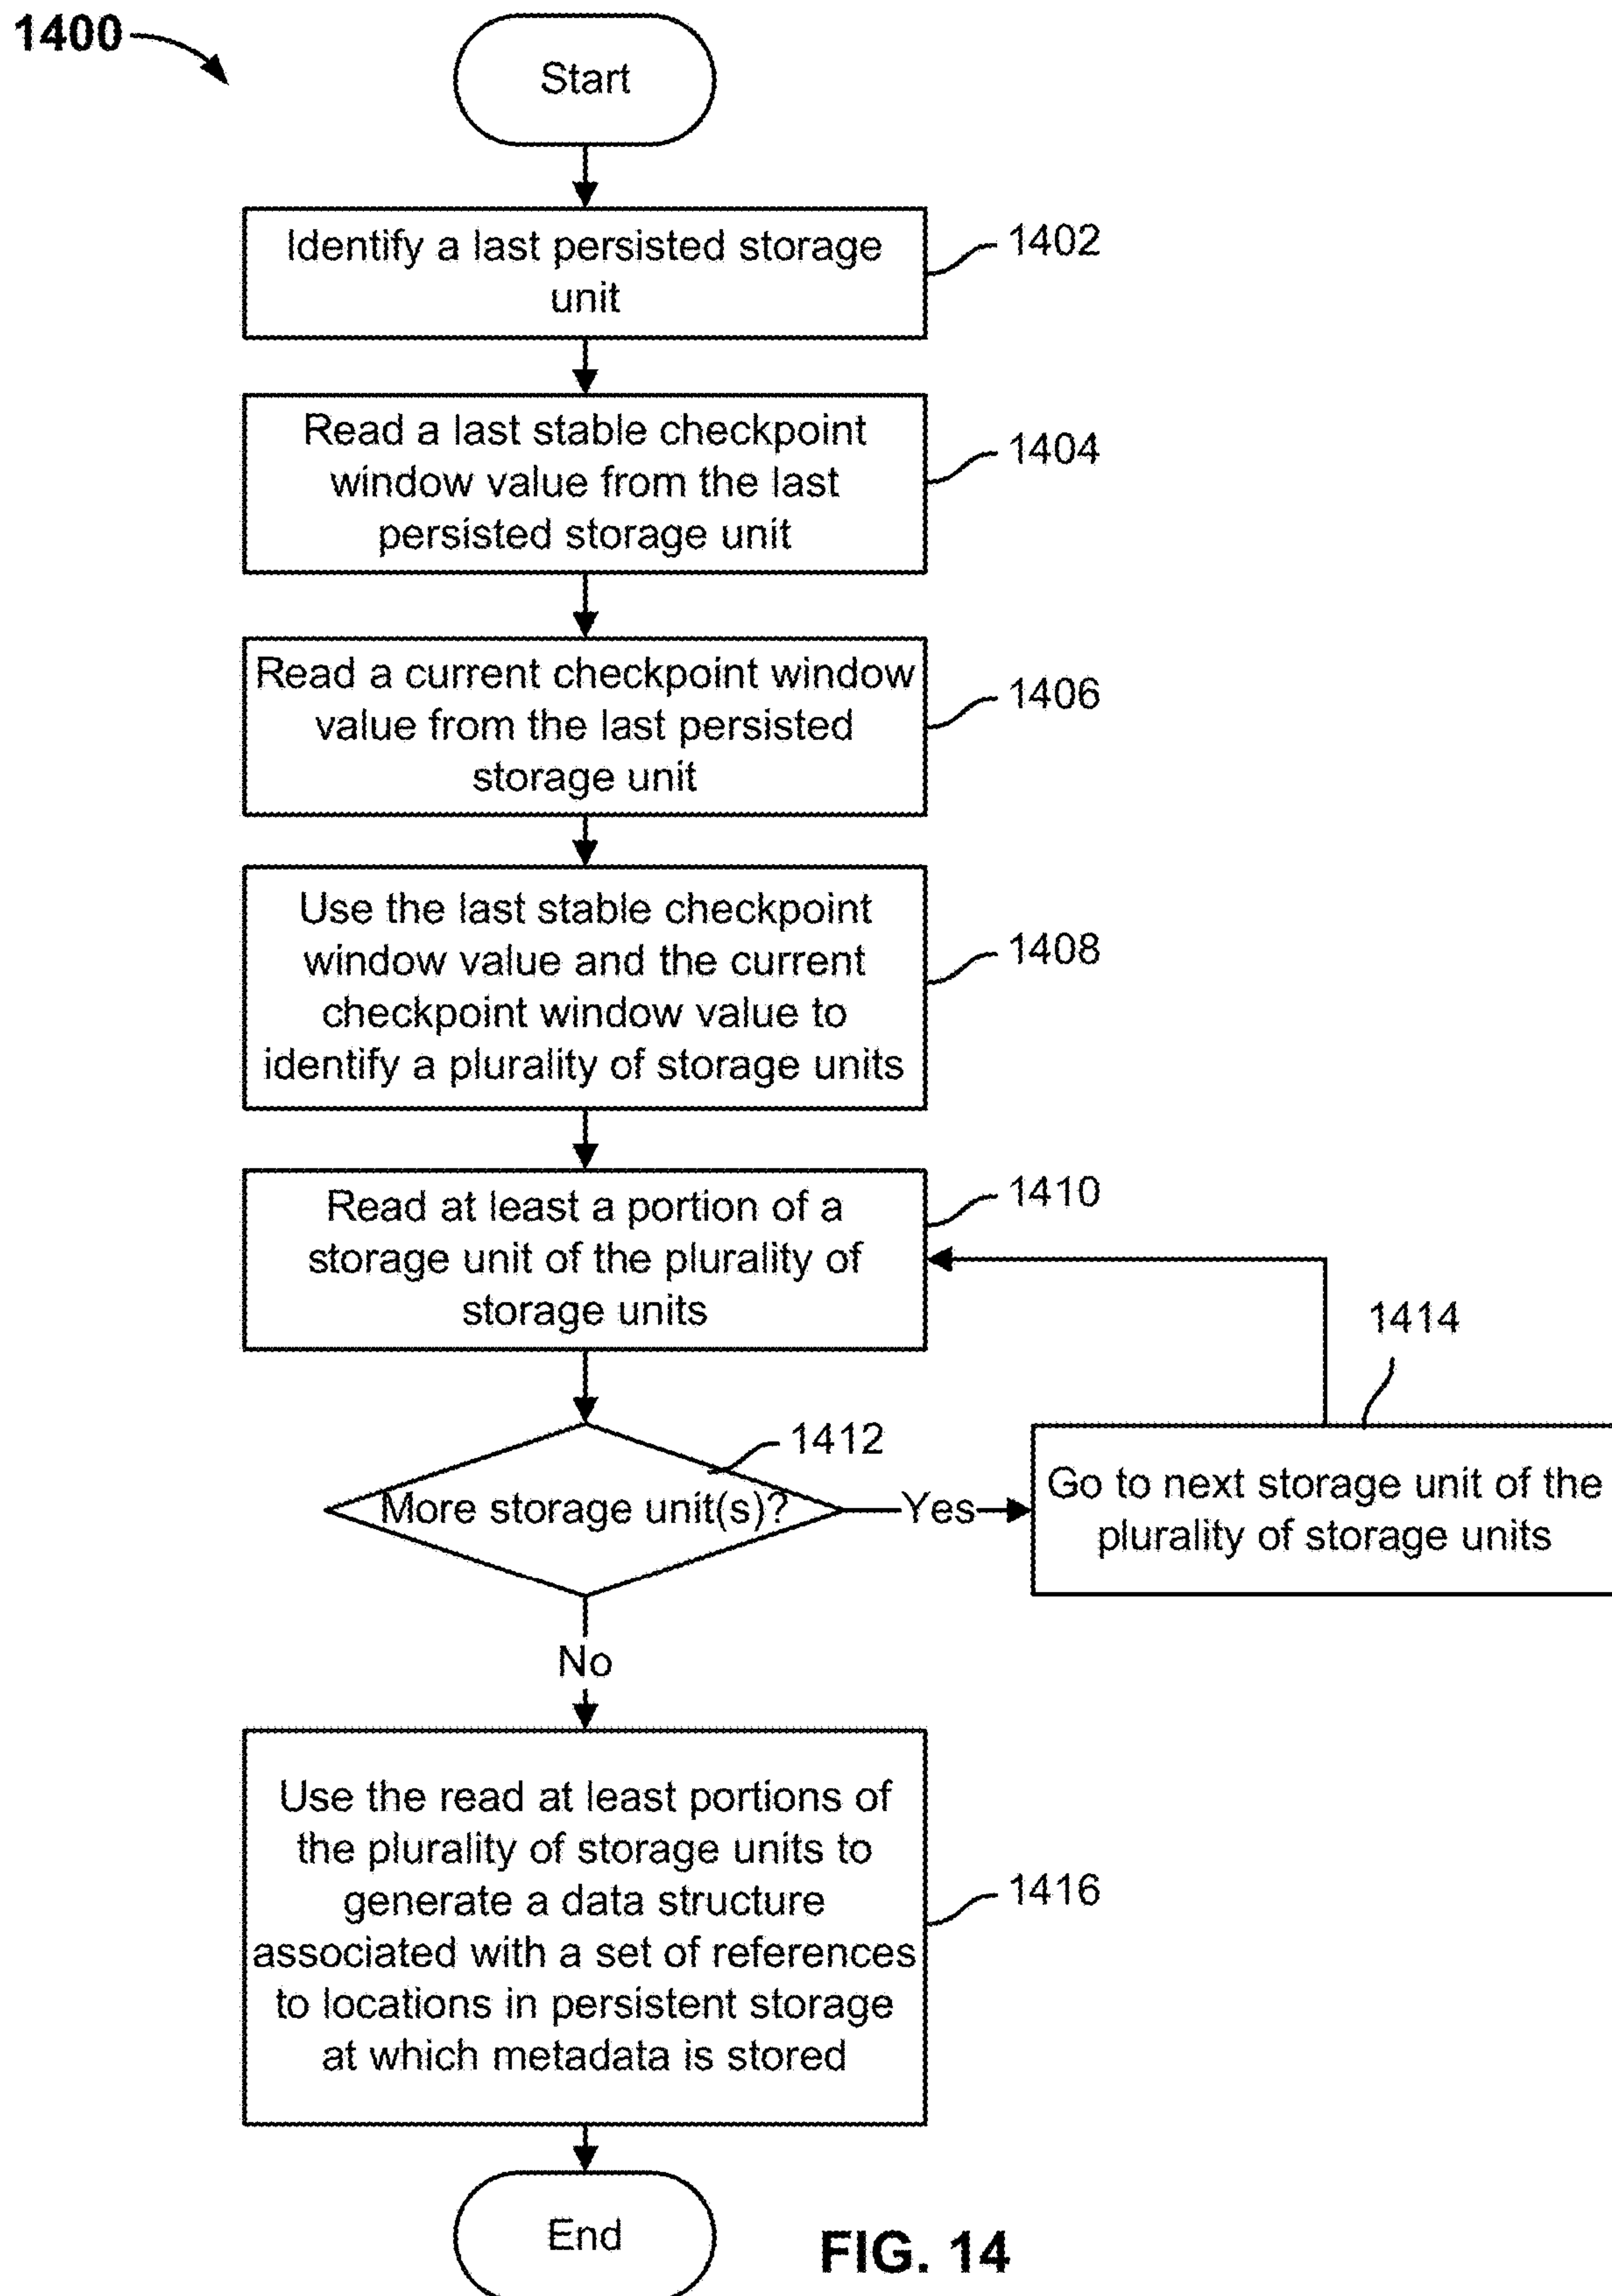 1400
Start
Identify a last persisted storage
unit
1402
Read a last stable checkpoint
window value from the last
persisted storage unit
1404
Read a current checkpoint window
value from the last persisted
storage unit
1406
Use the last stable checkpoint
window value and the current
checkpoint window value to
identify a plurality of storage units
1408
Read at least a portion of a
storage unit of the plurality of
storage units
1410
1412
More storage unit(s)?
Yes
1414
Go to next storage unit of the
plurality of storage units
No
Use the read at least portions of
the plurality of storage units to
generate a data structure
associated with a set of references
to locations in persistent storage
at which metadata is stored
1416
End
FIG. 14